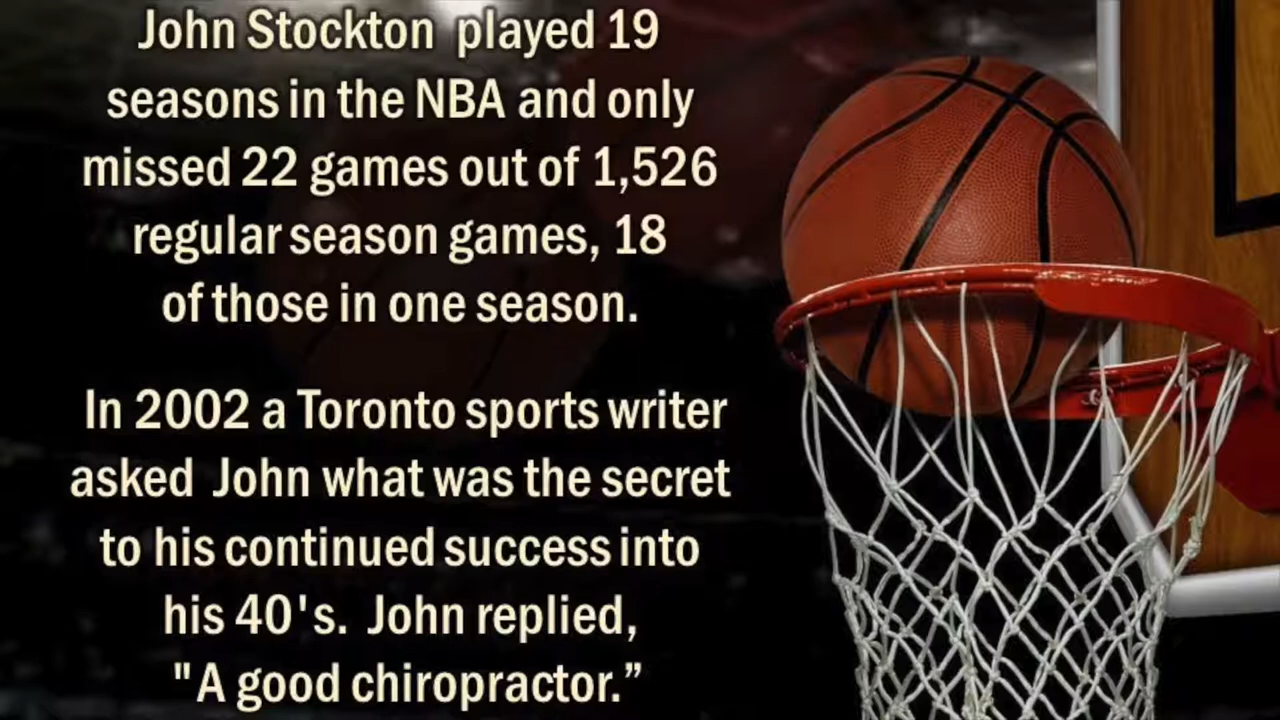 John Stockton played 19
seasons in the NBA and only
missed 22 games out of 1,526
regular season games, 18
of those in one season.
In 2002 a Toronto sports writer
asked John what was the secret
to his continued success into
his 40's. John replied,
"A good chiropractor.”